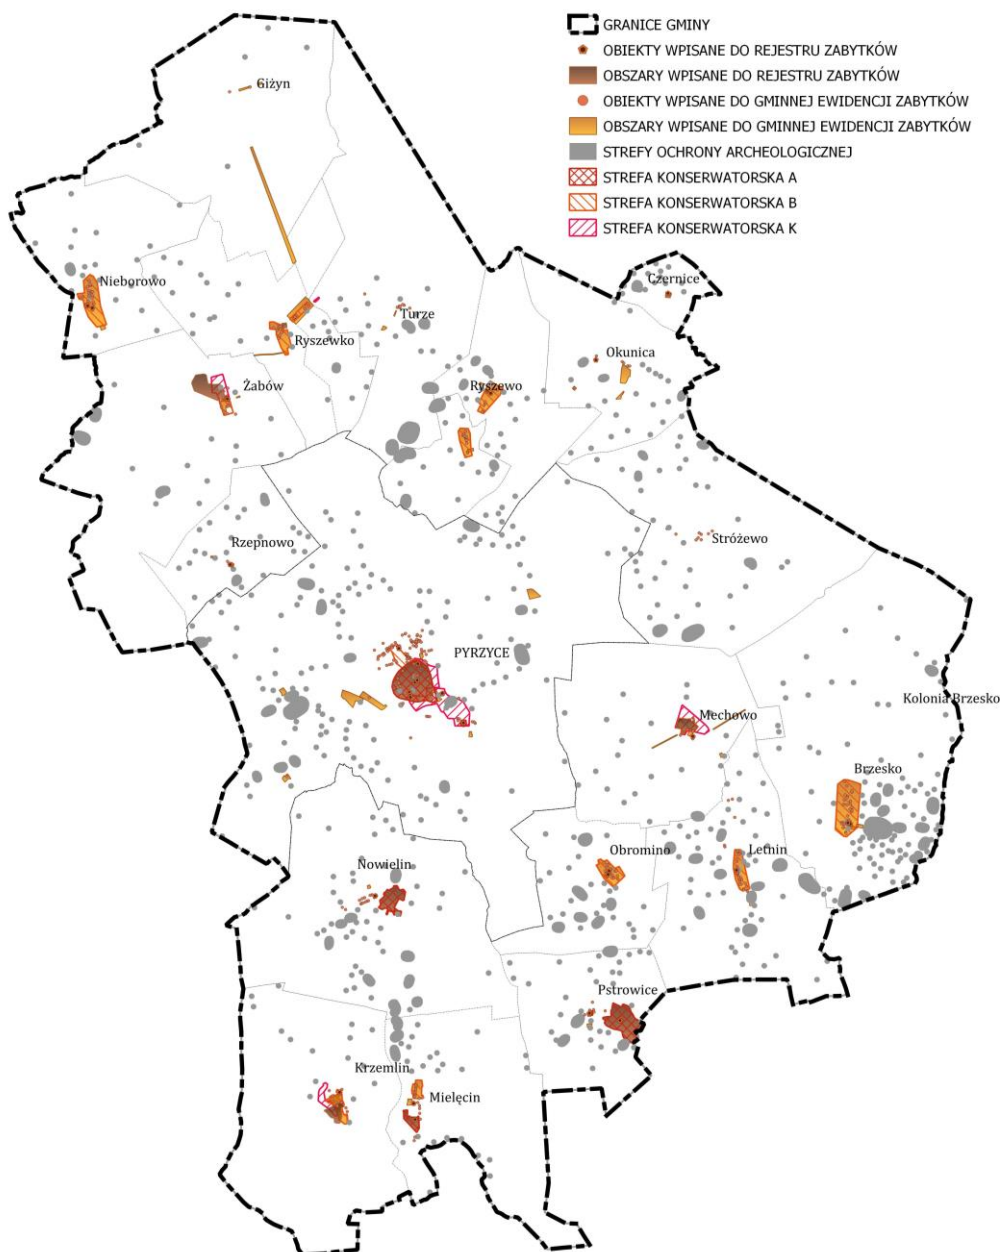 GRANICE GMINY
OBIEKTY WPISANE DO REJESTRU ZABYTKÓW
OBSZARY WPISANE DO REJESTRU ZABYTKÓW
OBIEKTY WPISANE DO GMINNEJ EWIDENCJI ZABYTKÓW
OBSZARY WPISANE DO GMINNEJ EWIDENCJI ZABYTKÓW
STREFY OCHRONY ARCHEOLOGICZNEJ
STREFA KONSERWATORSKA A
STREFA KONSERWATORSKA B
STREFA KONSERWATORSKA K
Giżyn
Nieborowo
Czernice
Turze
Ryszewko
Okunica
Żabów
Ryszewo
Rzepnowo
Stróżewo
PYRZYCE
Kolonia Brzesko
Mechowo
Brzesko
Obromino
Letnin
Nowielin
Pstrowice
Krzemlin
Mielęcin